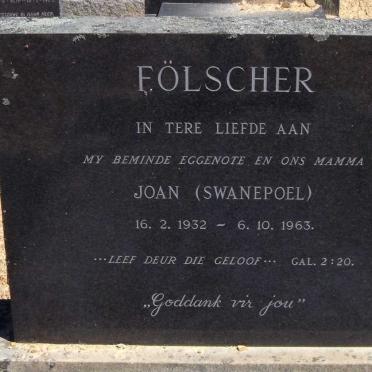 FÖLSCHER
IN TERE LIEFDE AAN
MY BEMINDE EGGENOTE EN ONS MAMMA
JOAN (SWANEPOEL)
16. 2. 1932 – 6. 10. 1963.
...LEEF DEUR DIE GELOOF... GAL. 2:20.
„Goddank vir jou”